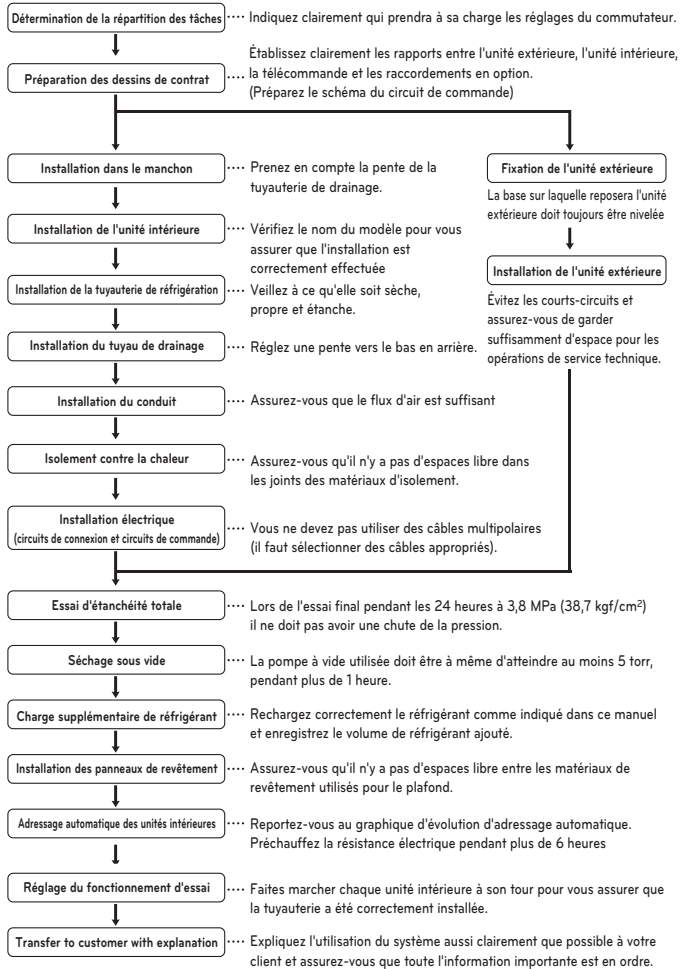 Détermination de la répartition des tâches
···· Indiquez clairement qui prendra à sa charge les réglages du commutateur.
Préparation des dessins de contrat
Établissez clairement les rapports entre l'unité extérieure, l'unité intérieure,
···· la télécommande et les raccordements en option.
(Préparez le schéma du circuit de commande)
Installation dans le manchon
···· Prenez en compte la pente de la
tuyauterie de drainage.
Installation de l'unité intérieure
···· Vérifiez le nom du modèle pour vous
assurer que l'installation est
correctement effectuée
Installation de la tuyauterie de réfrigération
···· Veillez à ce qu'elle soit sèche,
propre et étanche.
Installation du tuyau de drainage
···· Réglez une pente vers le bas en arrière.
Installation du conduit
···· Assurez-vous que le flux d'air est suffisant
Isolement contre la chaleur
···· Assurez-vous qu'il n'y a pas d'espaces libre dans
les joints des matériaux d'isolement.
Installation électrique
(circuits de connexion et circuits de commande)
···· Vous ne devez pas utiliser des câbles multipolaires
(il faut sélectionner des câbles appropriés).
Fixation de l'unité extérieure
La base sur laquelle reposera l'unité
extérieure doit toujours être nivelée
Installation de l'unité extérieure
Évitez les courts-circuits et
assurez-vous de garder
suffisamment d'espace pour les
opérations de service technique.
Essai d'étanchéité totale
···· Lors de l'essai final pendant les 24 heures à 3,8 MPa (38,7 kgf/cm²)
il ne doit pas avoir une chute de la pression.
Séchage sous vide
···· La pompe à vide utilisée doit être à même d'atteindre au moins 5 torr,
pendant plus de 1 heure.
Charge supplémentaire de réfrigérant
···· Rechargez correctement le réfrigérant comme indiqué dans ce manuel
et enregistrez le volume de réfrigérant ajouté.
Installation des panneaux de revêtement
···· Assurez-vous qu'il n'y a pas d'espaces libre entre les matériaux de
revêtement utilisés pour le plafond.
Adressage automatique des unités intérieures
···· Reportez-vous au graphique d'évolution d'adressage automatique.
Préchauffez la résistance électrique pendant plus de 6 heures
Réglage du fonctionnement d'essai
···· Faites marcher chaque unité intérieure à son tour pour vous assurer que
la tuyauterie a été correctement installée.
Transfer to customer with explanation
···· Expliquez l'utilisation du système aussi clairement que possible à votre
client et assurez-vous que toute l'information importante est en ordre.